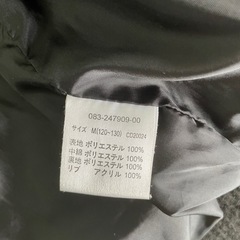 083-247909-00
サイズ M(120-130) CD20024
表地 ポリエステル 100%
中綿 ポリエステル 100%
裏地 ポリエステル 100%
リブ アクリル 100%